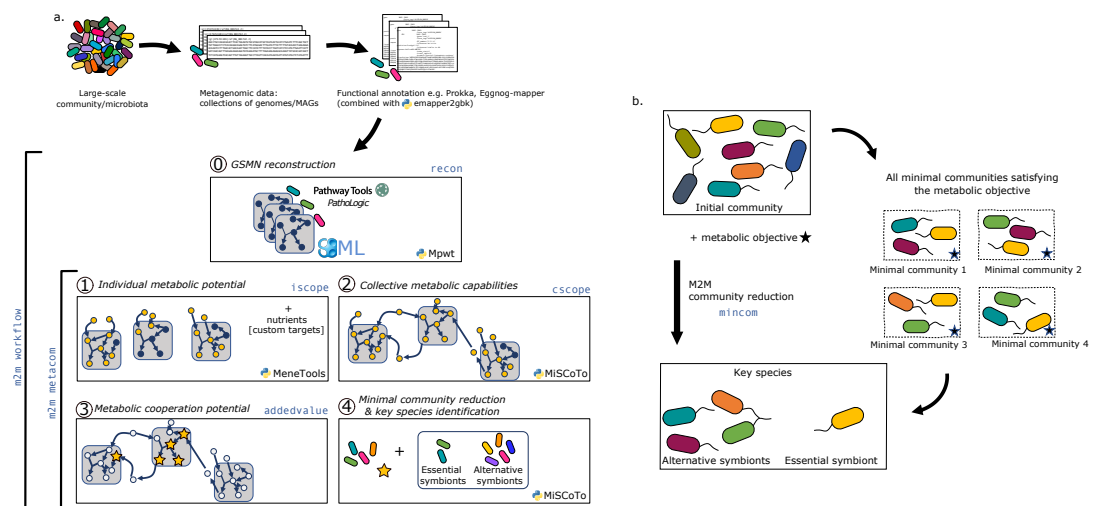 a.
Large-scale
community/microbiota
Metagenomic data:
collections of genomes/MAGs
Functional annotation e.g. Prokka, Eggnog-mapper
(combined with emapper2gbk)
m2m workflow
m2m metacom
0 GSMN reconstruction
recon
Pathway Tools
PathoLogic
SBML
Mpwt
1 Individual metabolic potential
iscope
+
nutrients
[custom targets]
MeneTools
2 Collective metabolic capabilities
cscope
MiSCoTo
3 Metabolic cooperation potential
addedvalue
4 Minimal community reduction
& key species identification
+
Essential
symbionts
Alternative
symbionts
MiSCoTo
b.
Initial community
+ metabolic objective
M2M
community reduction
mincom
All minimal communities satisfying
the metabolic objective
Minimal community 1
Minimal community 2
Minimal community 3
Minimal community 4
Key species
Alternative symbionts
Essential symbiont